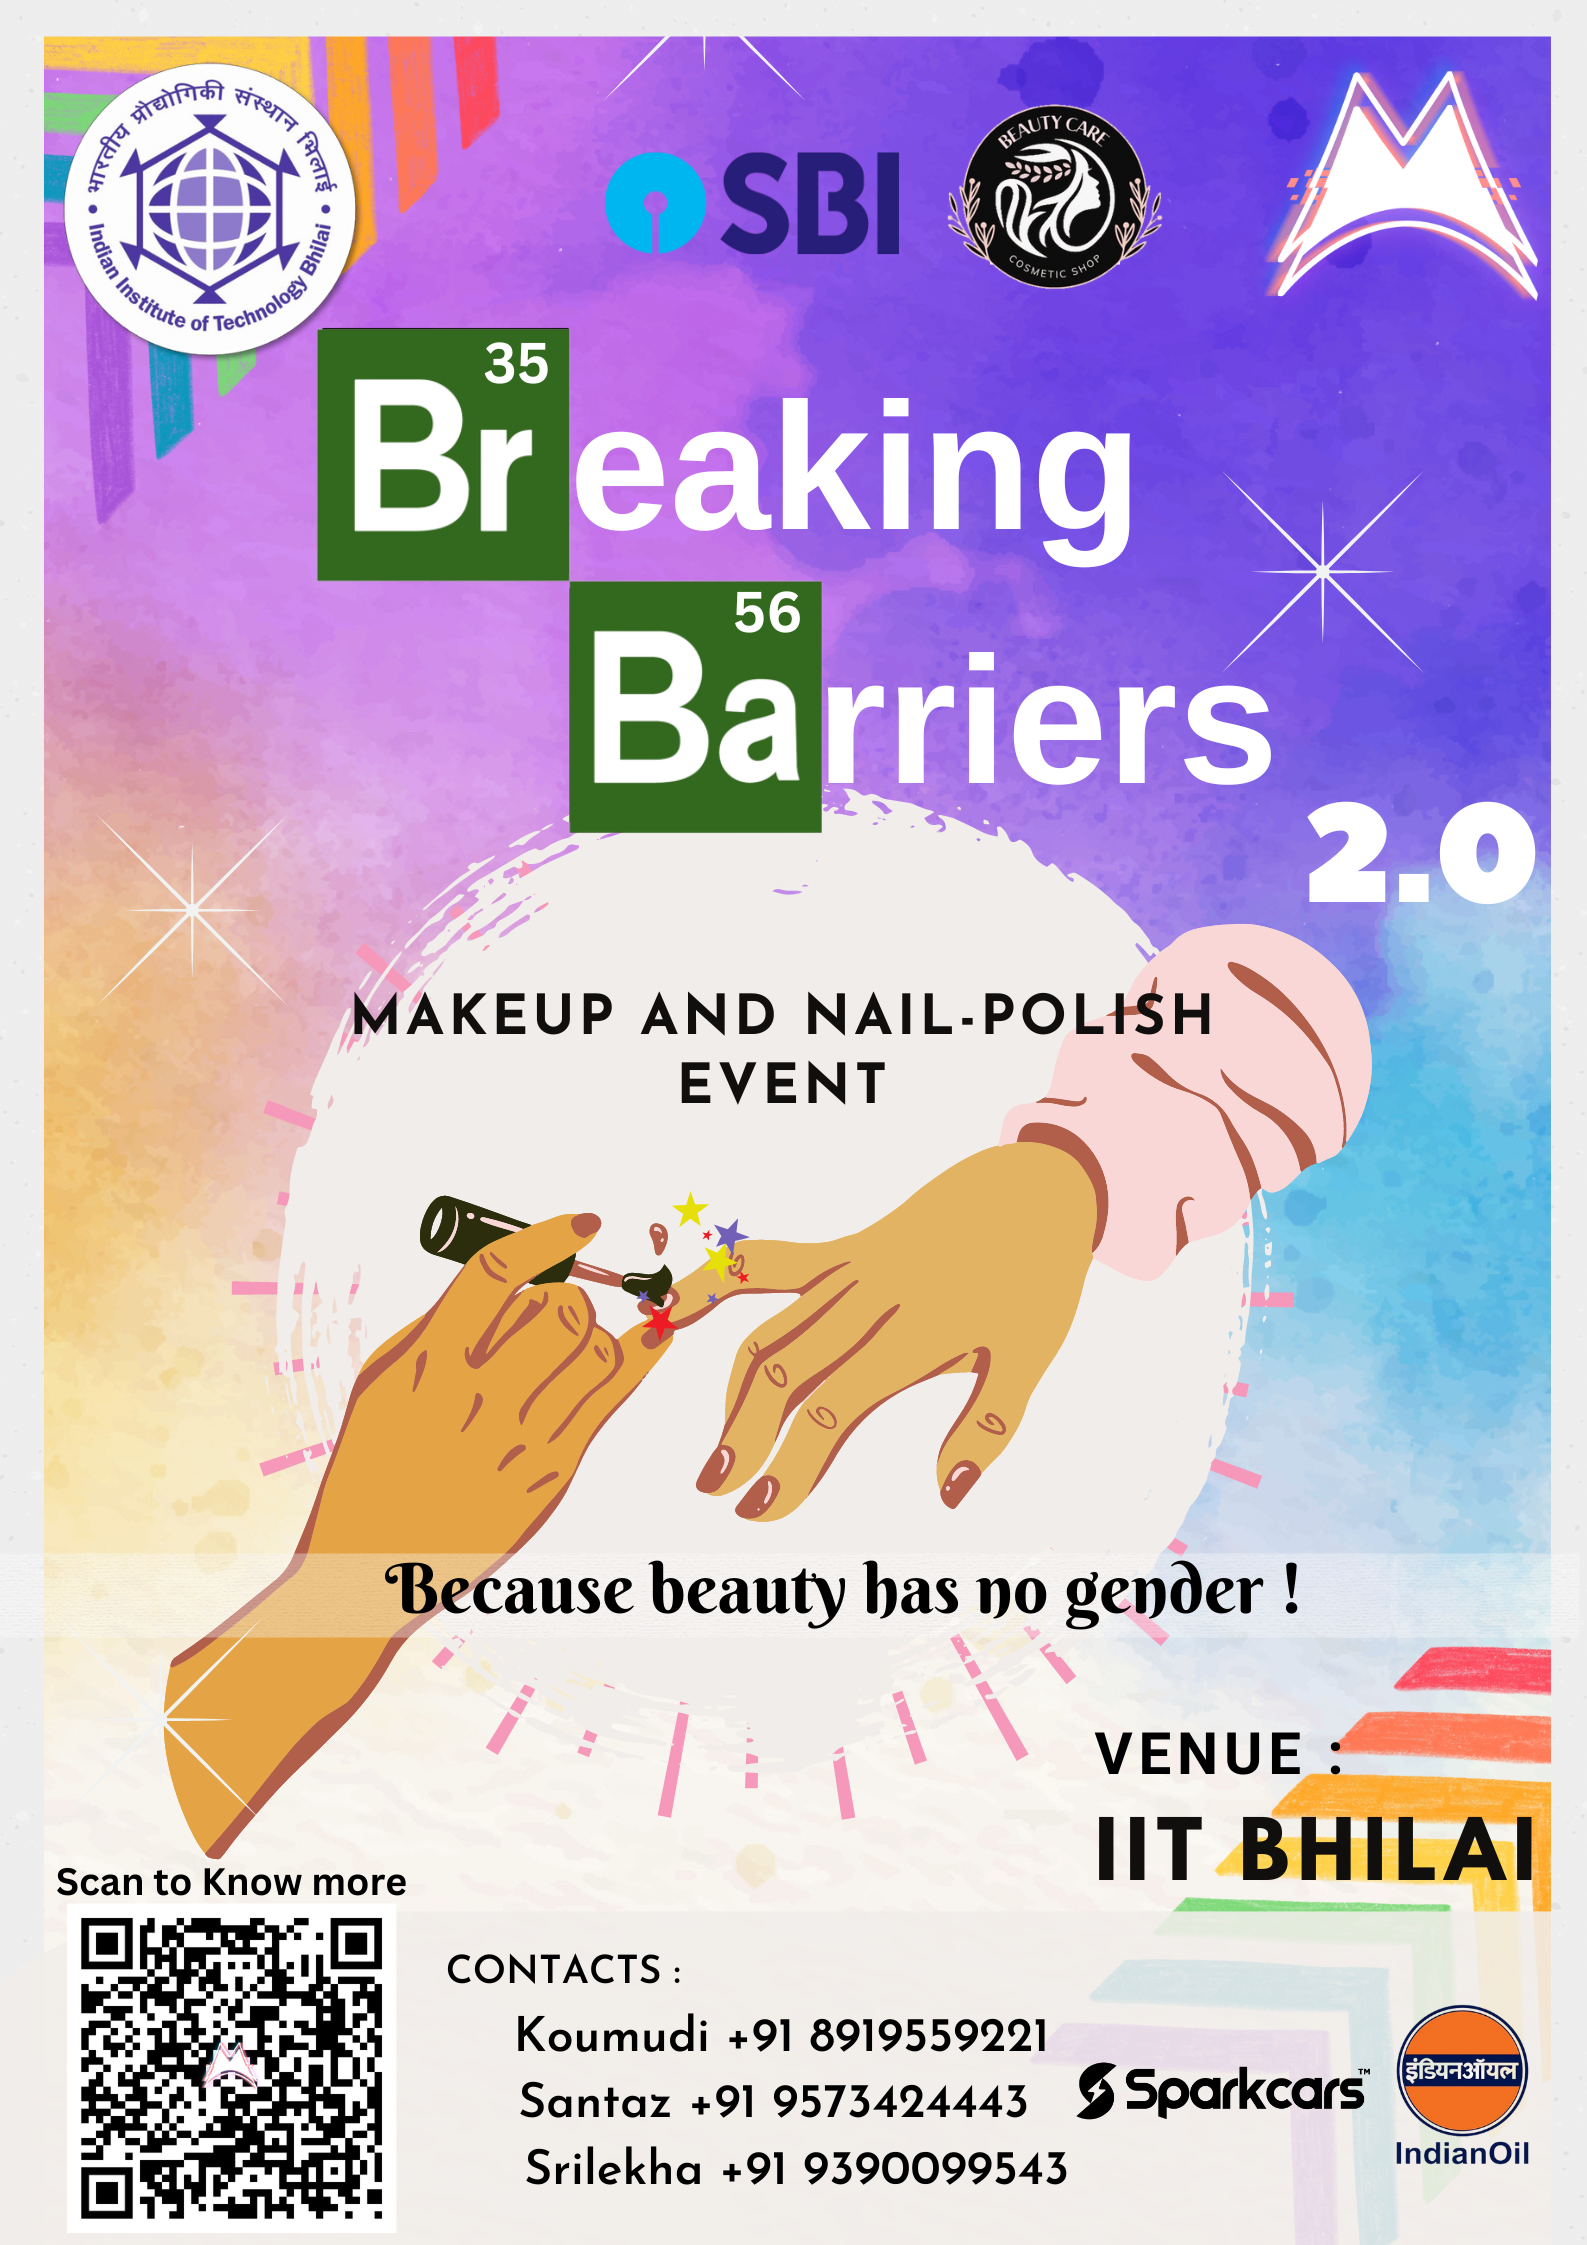 भारतीय प्रौद्योगिकी संस्थान भिलाई
Indian Institute of Technology Bhilai
SBI
BEAUTY CARE
COSMETIC SHOP
35
Breaking
56
Barriers
2.0
MAKEUP AND NAIL-POLISH
EVENT
Because beauty has no gender !
VENUE :
IIT BHILAI
Scan to Know more
CONTACTS :
Koumudi +91 8919559221
Santaz +91 9573424443
Srilekha +91 9390099543
Sparkcars™
इंडियनऑयल
IndianOil